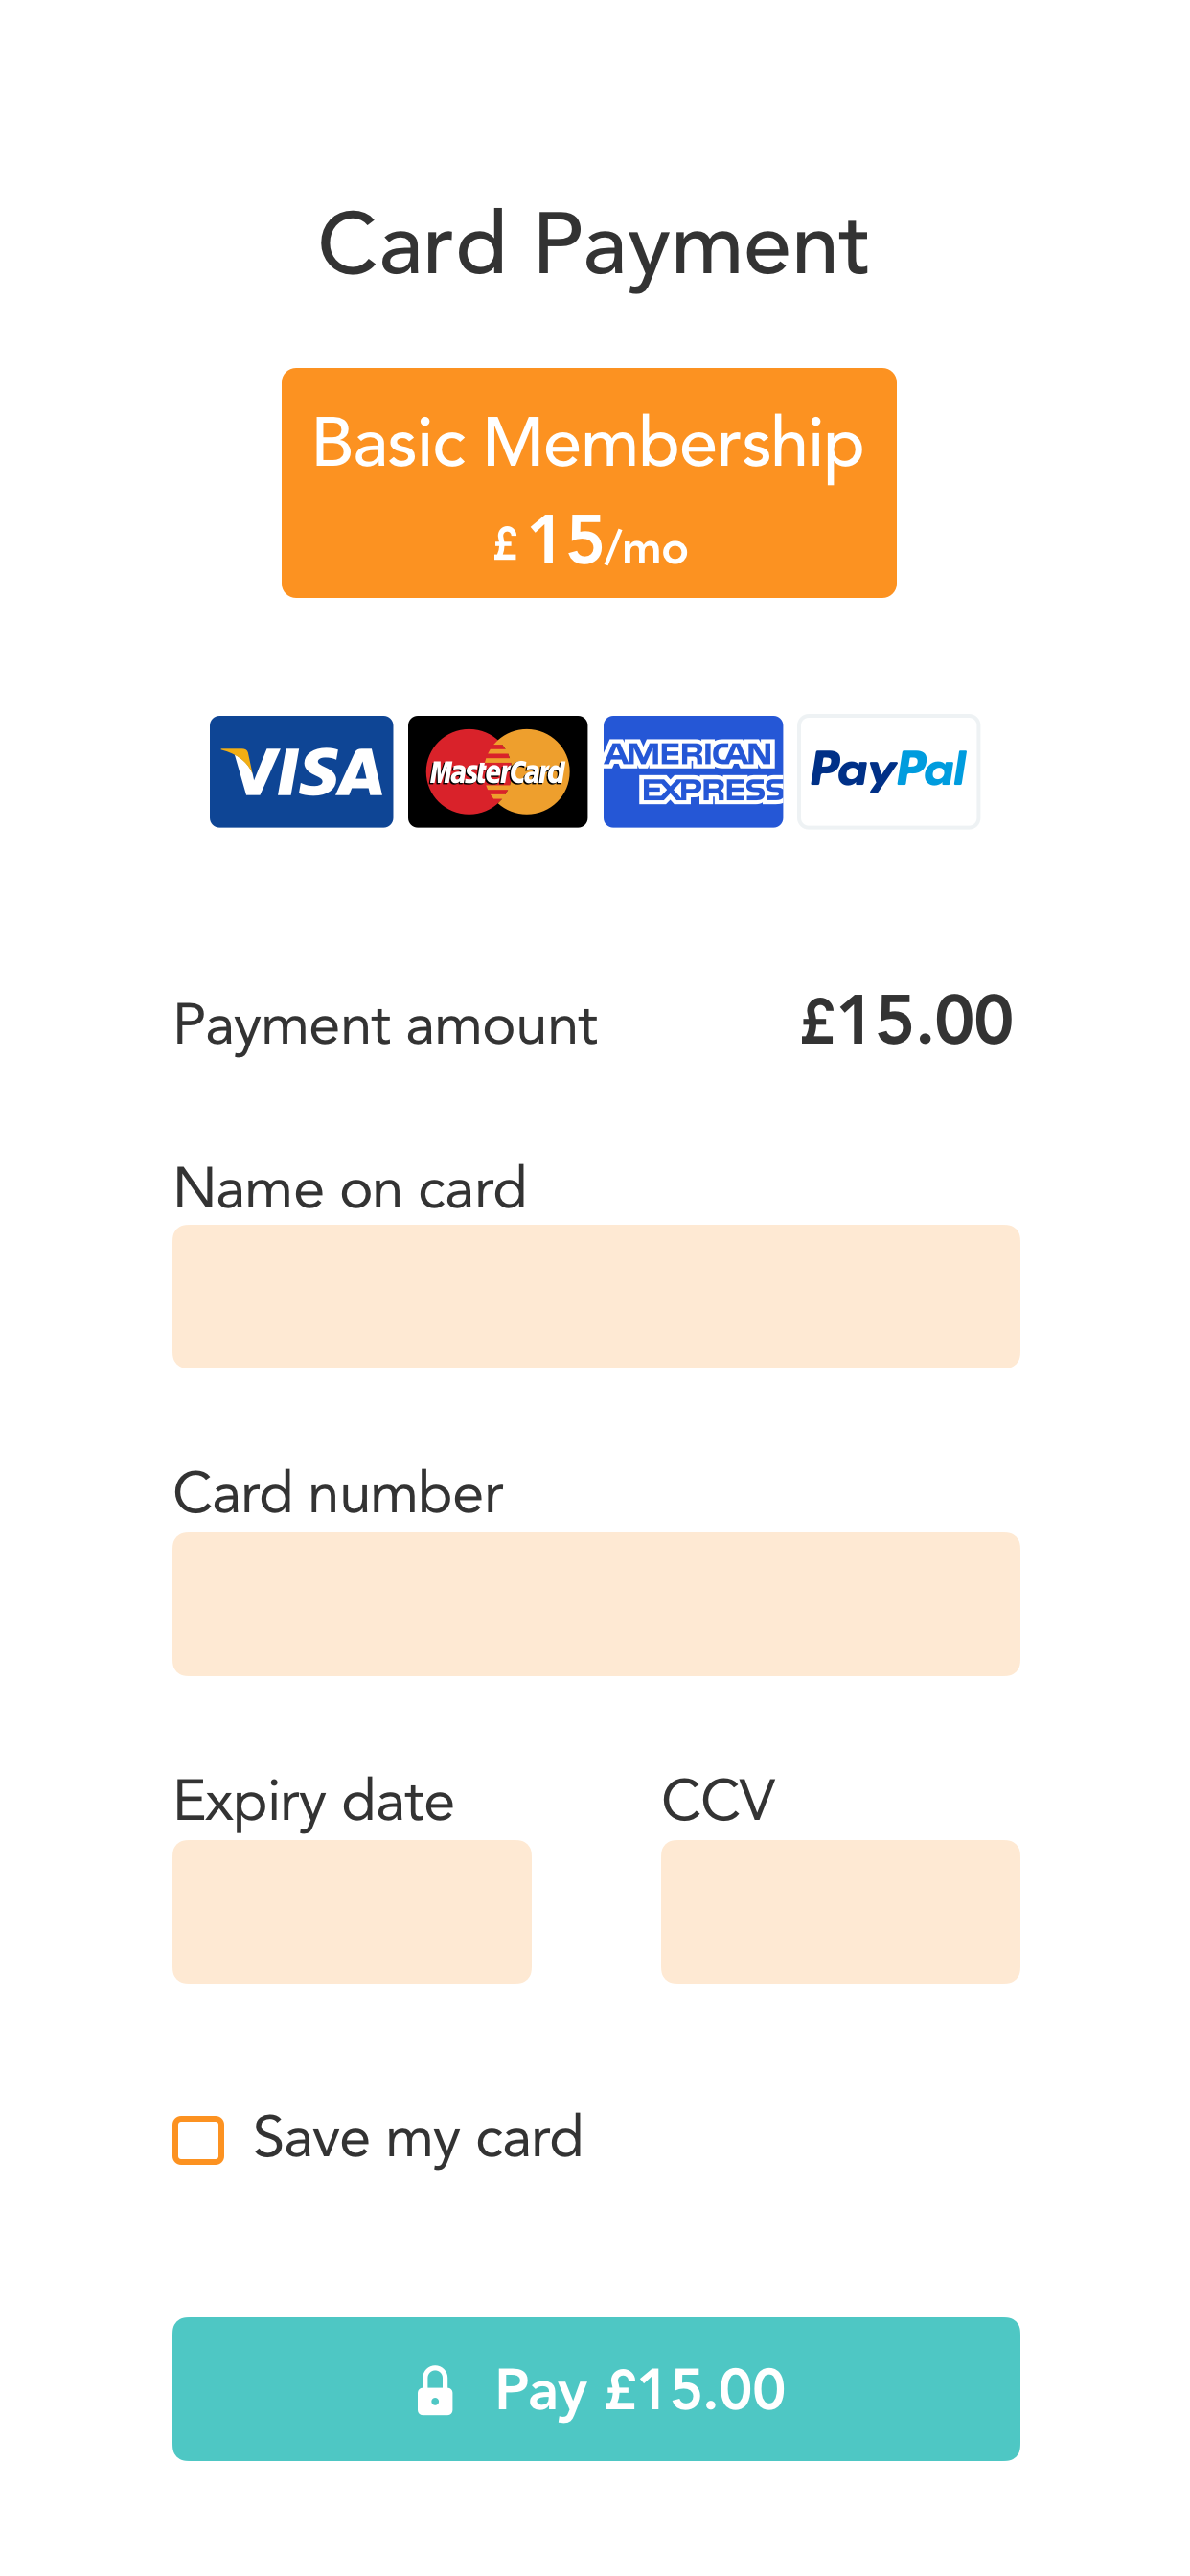 Card Payment
Basic Membership
£ 15/mo
VISA MasterCard AMERICAN EXPRESS PayPal
Payment amount £15.00
Name on card
Card number
Expiry date CCV
Save my card
Pay £15.00